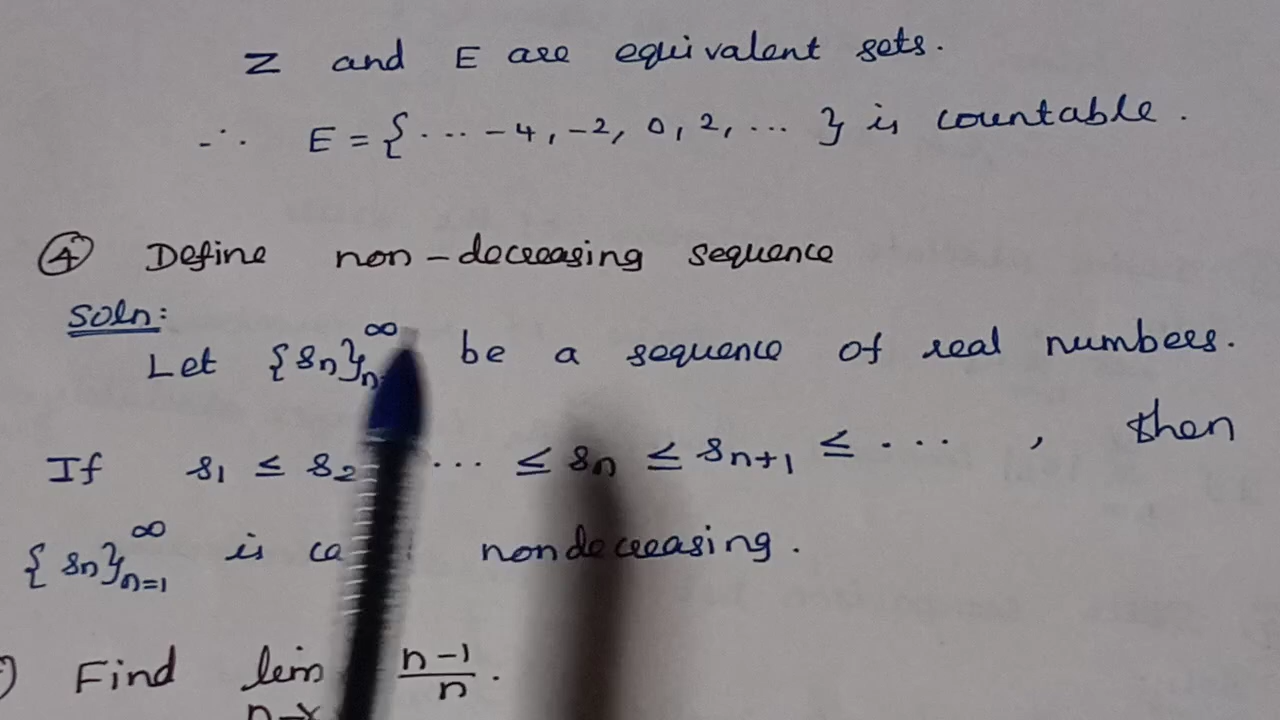 Z and E are equivalent sets.
∴ E = {... -4, -2, 0, 2, ... } is countable.
④ Define non-decreasing sequence
Soln:
Let {sn}∞n be a sequence of real numbers.
If s1 ≤ s2 ... ≤ sn ≤ sn+1 ≤ ... , then
{sn}∞n=1 is nondecreasing.
) Find lim n-1/n.
n→